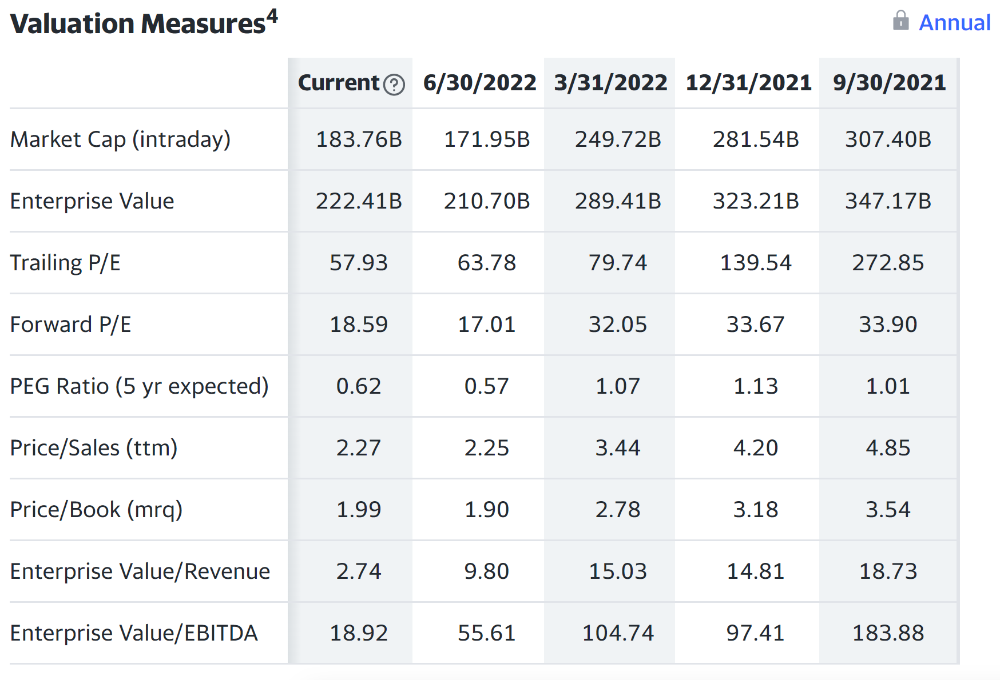 Valuation Measures4
Annual
Current 6/30/2022 3/31/2022 12/31/2021 9/30/2021
Market Cap (intraday) 183.76B 171.95B 249.72B 281.54B 307.40B
Enterprise Value 222.41B 210.70B 289.41B 323.21B 347.17B
Trailing P/E 57.93 63.78 79.74 139.54 272.85
Forward P/E 18.59 17.01 32.05 33.67 33.90
PEG Ratio (5 yr expected) 0.62 0.57 1.07 1.13 1.01
Price/Sales (ttm) 2.27 2.25 3.44 4.20 4.85
Price/Book (mrq) 1.99 1.90 2.78 3.18 3.54
Enterprise Value/Revenue 2.74 9.80 15.03 14.81 18.73
Enterprise Value/EBITDA 18.92 55.61 104.74 97.41 183.88